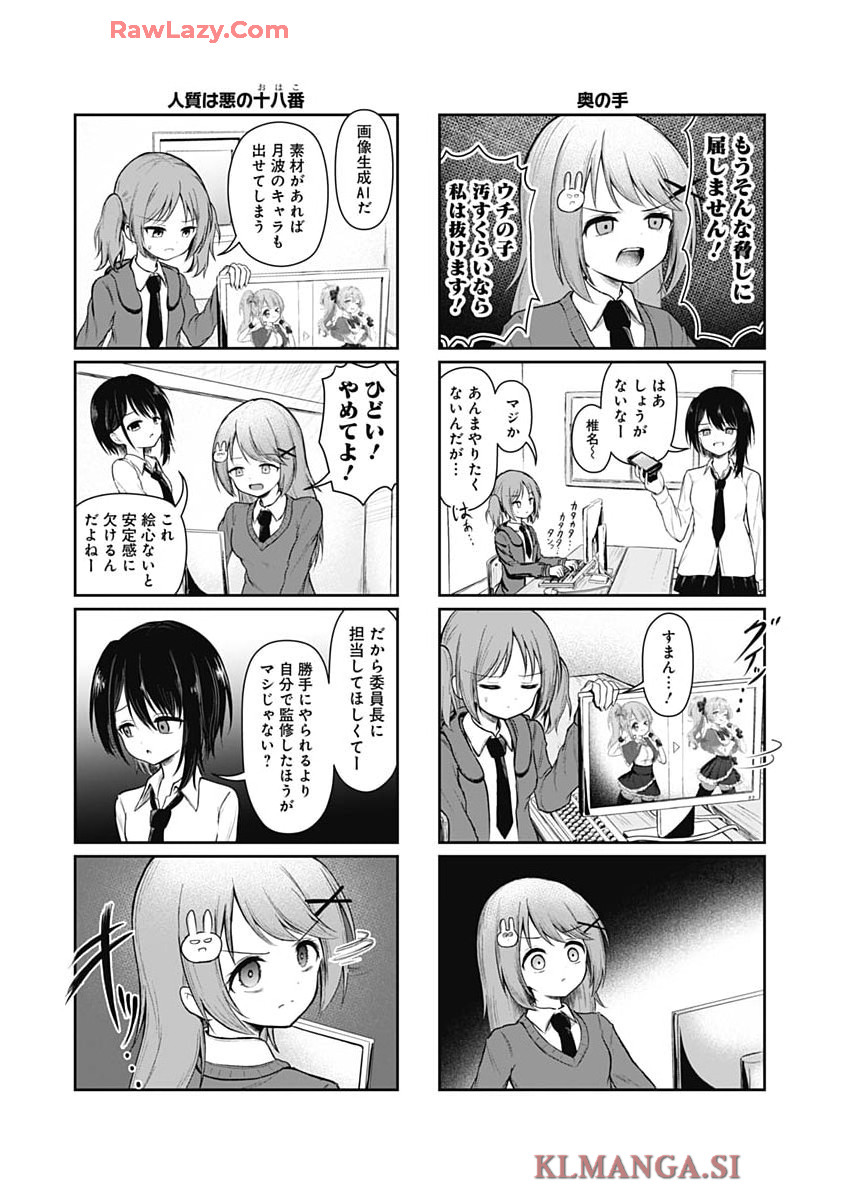 RawLazy.Com
奥の手
もうそんな脅しに
屈しません！
ウチの子
汚すくらいなら
私は抜けます！
はあ
しょうが
ないなー
椎名〜
マジか
あんまやりたく
ないんだが…
はぁ…
カタカタ…
カタカタ…
タンッ
すまん…！
グイ…
人質は悪の十八番
おはこ
画像生成AIだ
素材があれば
月波のキャラも
出せてしまう
ひどい！
やめてよ！
これ
絵心ないと
安定感に
欠けるん
だよねー
だから委員長に
担当してほしくてー
勝手にやられるより
自分で監修したほうが
マシじゃない？
キッ……
KLMANGA.SI